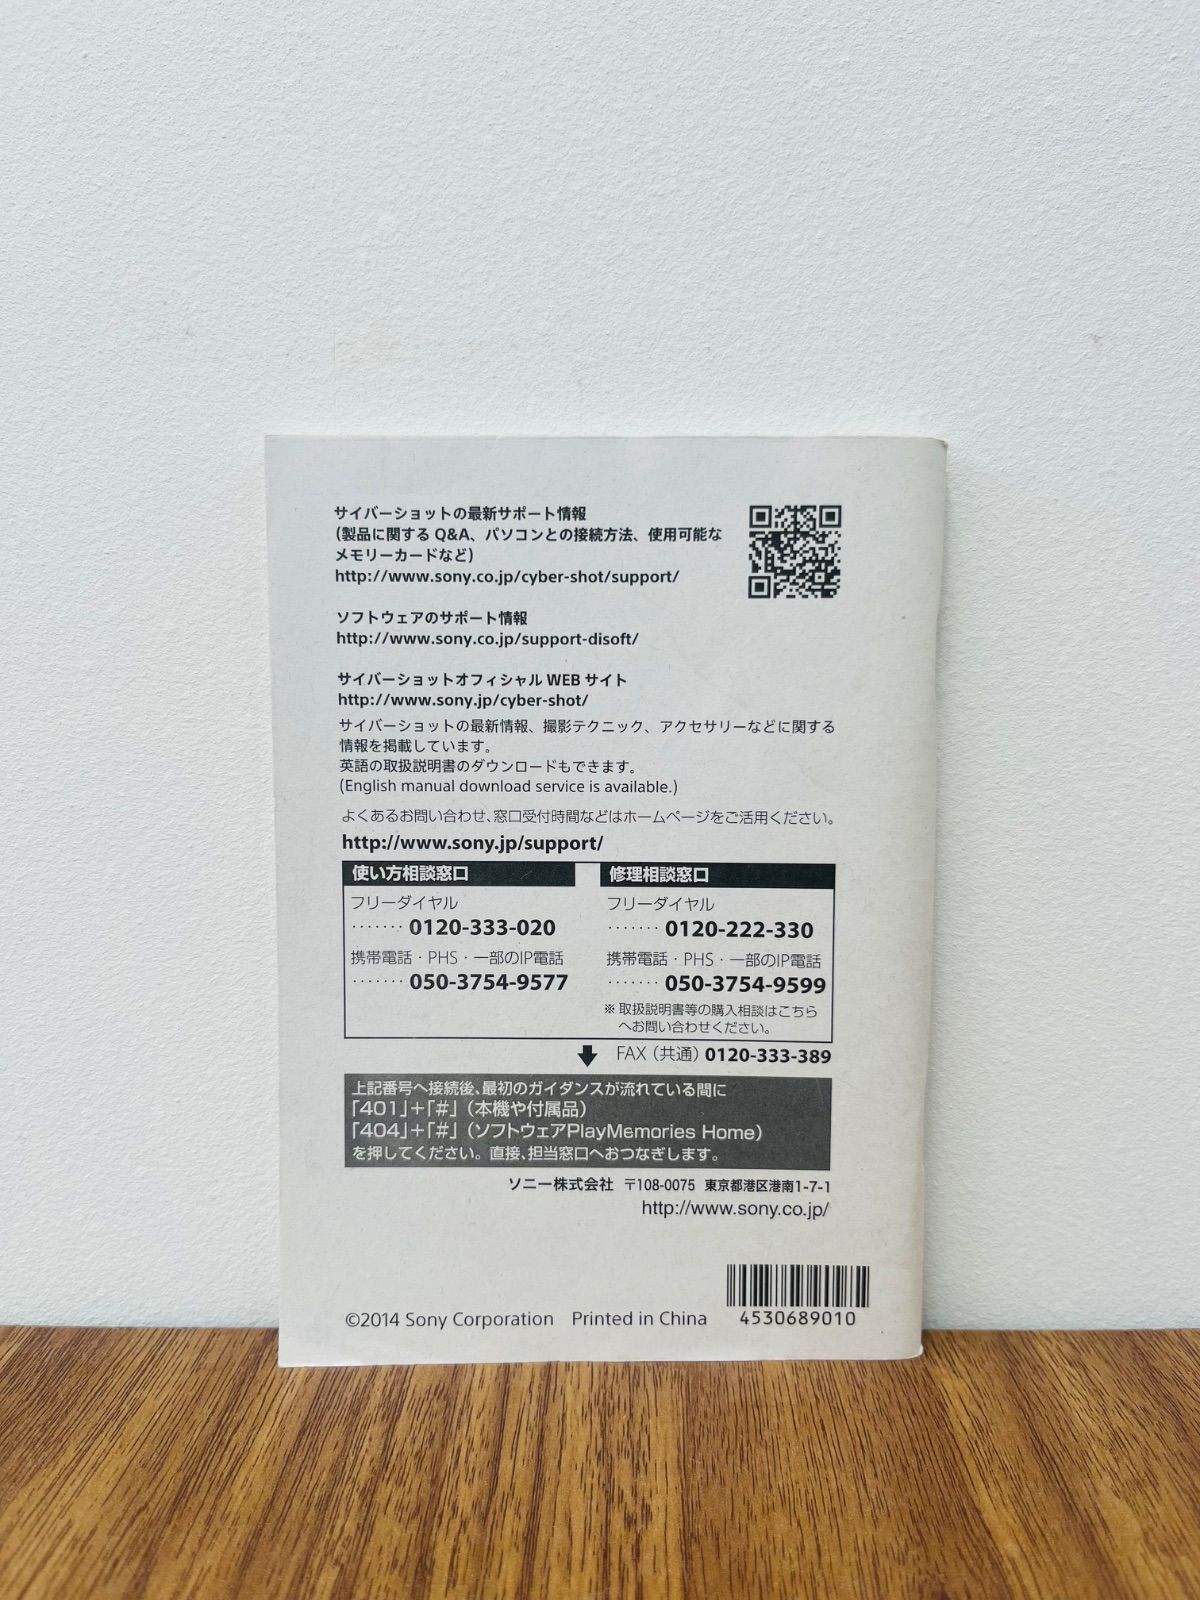 サイバーショットの最新サポート情報
(製品に関する Q&A、パソコンとの接続方法、使用可能な
メモリーカードなど)
http://www.sony.co.jp/cyber-shot/support/
ソフトウェアのサポート情報
http://www.sony.co.jp/support-disoft/
サイバーショットオフィシャル WEB サイト
http://www.sony.jp/cyber-shot/
サイバーショットの最新情報、撮影テクニック、アクセサリーなどに関する
情報を掲載しています。
英語の取扱説明書のダウンロードもできます。
(English manual download service is available.)
よくあるお問い合わせ、窓口受付時間などはホームページをご活用ください。
http://www.sony.jp/support/
使い方相談窓口
フリーダイヤル
······· 0120-333-020
携帯電話・PHS・一部のIP電話
······· 050-3754-9577
修理相談窓口
フリーダイヤル
······· 0120-222-330
携帯電話・PHS・一部のIP電話
······· 050-3754-9599
※ 取扱説明書等の購入相談はこちら
へお問い合わせください。
FAX（共通）0120-333-389
上記番号へ接続後、最初のガイダンスが流れている間に
「401」+「#」（本機や付属品）
「404」+「#」（ソフトウェアPlayMemories Home）
を押してください。直接、担当窓口へおつなぎします。
ソニー株式会社 〒108-0075 東京都港区港南1-7-1
http://www.sony.co.jp/
©2014 Sony Corporation Printed in China
4530689010